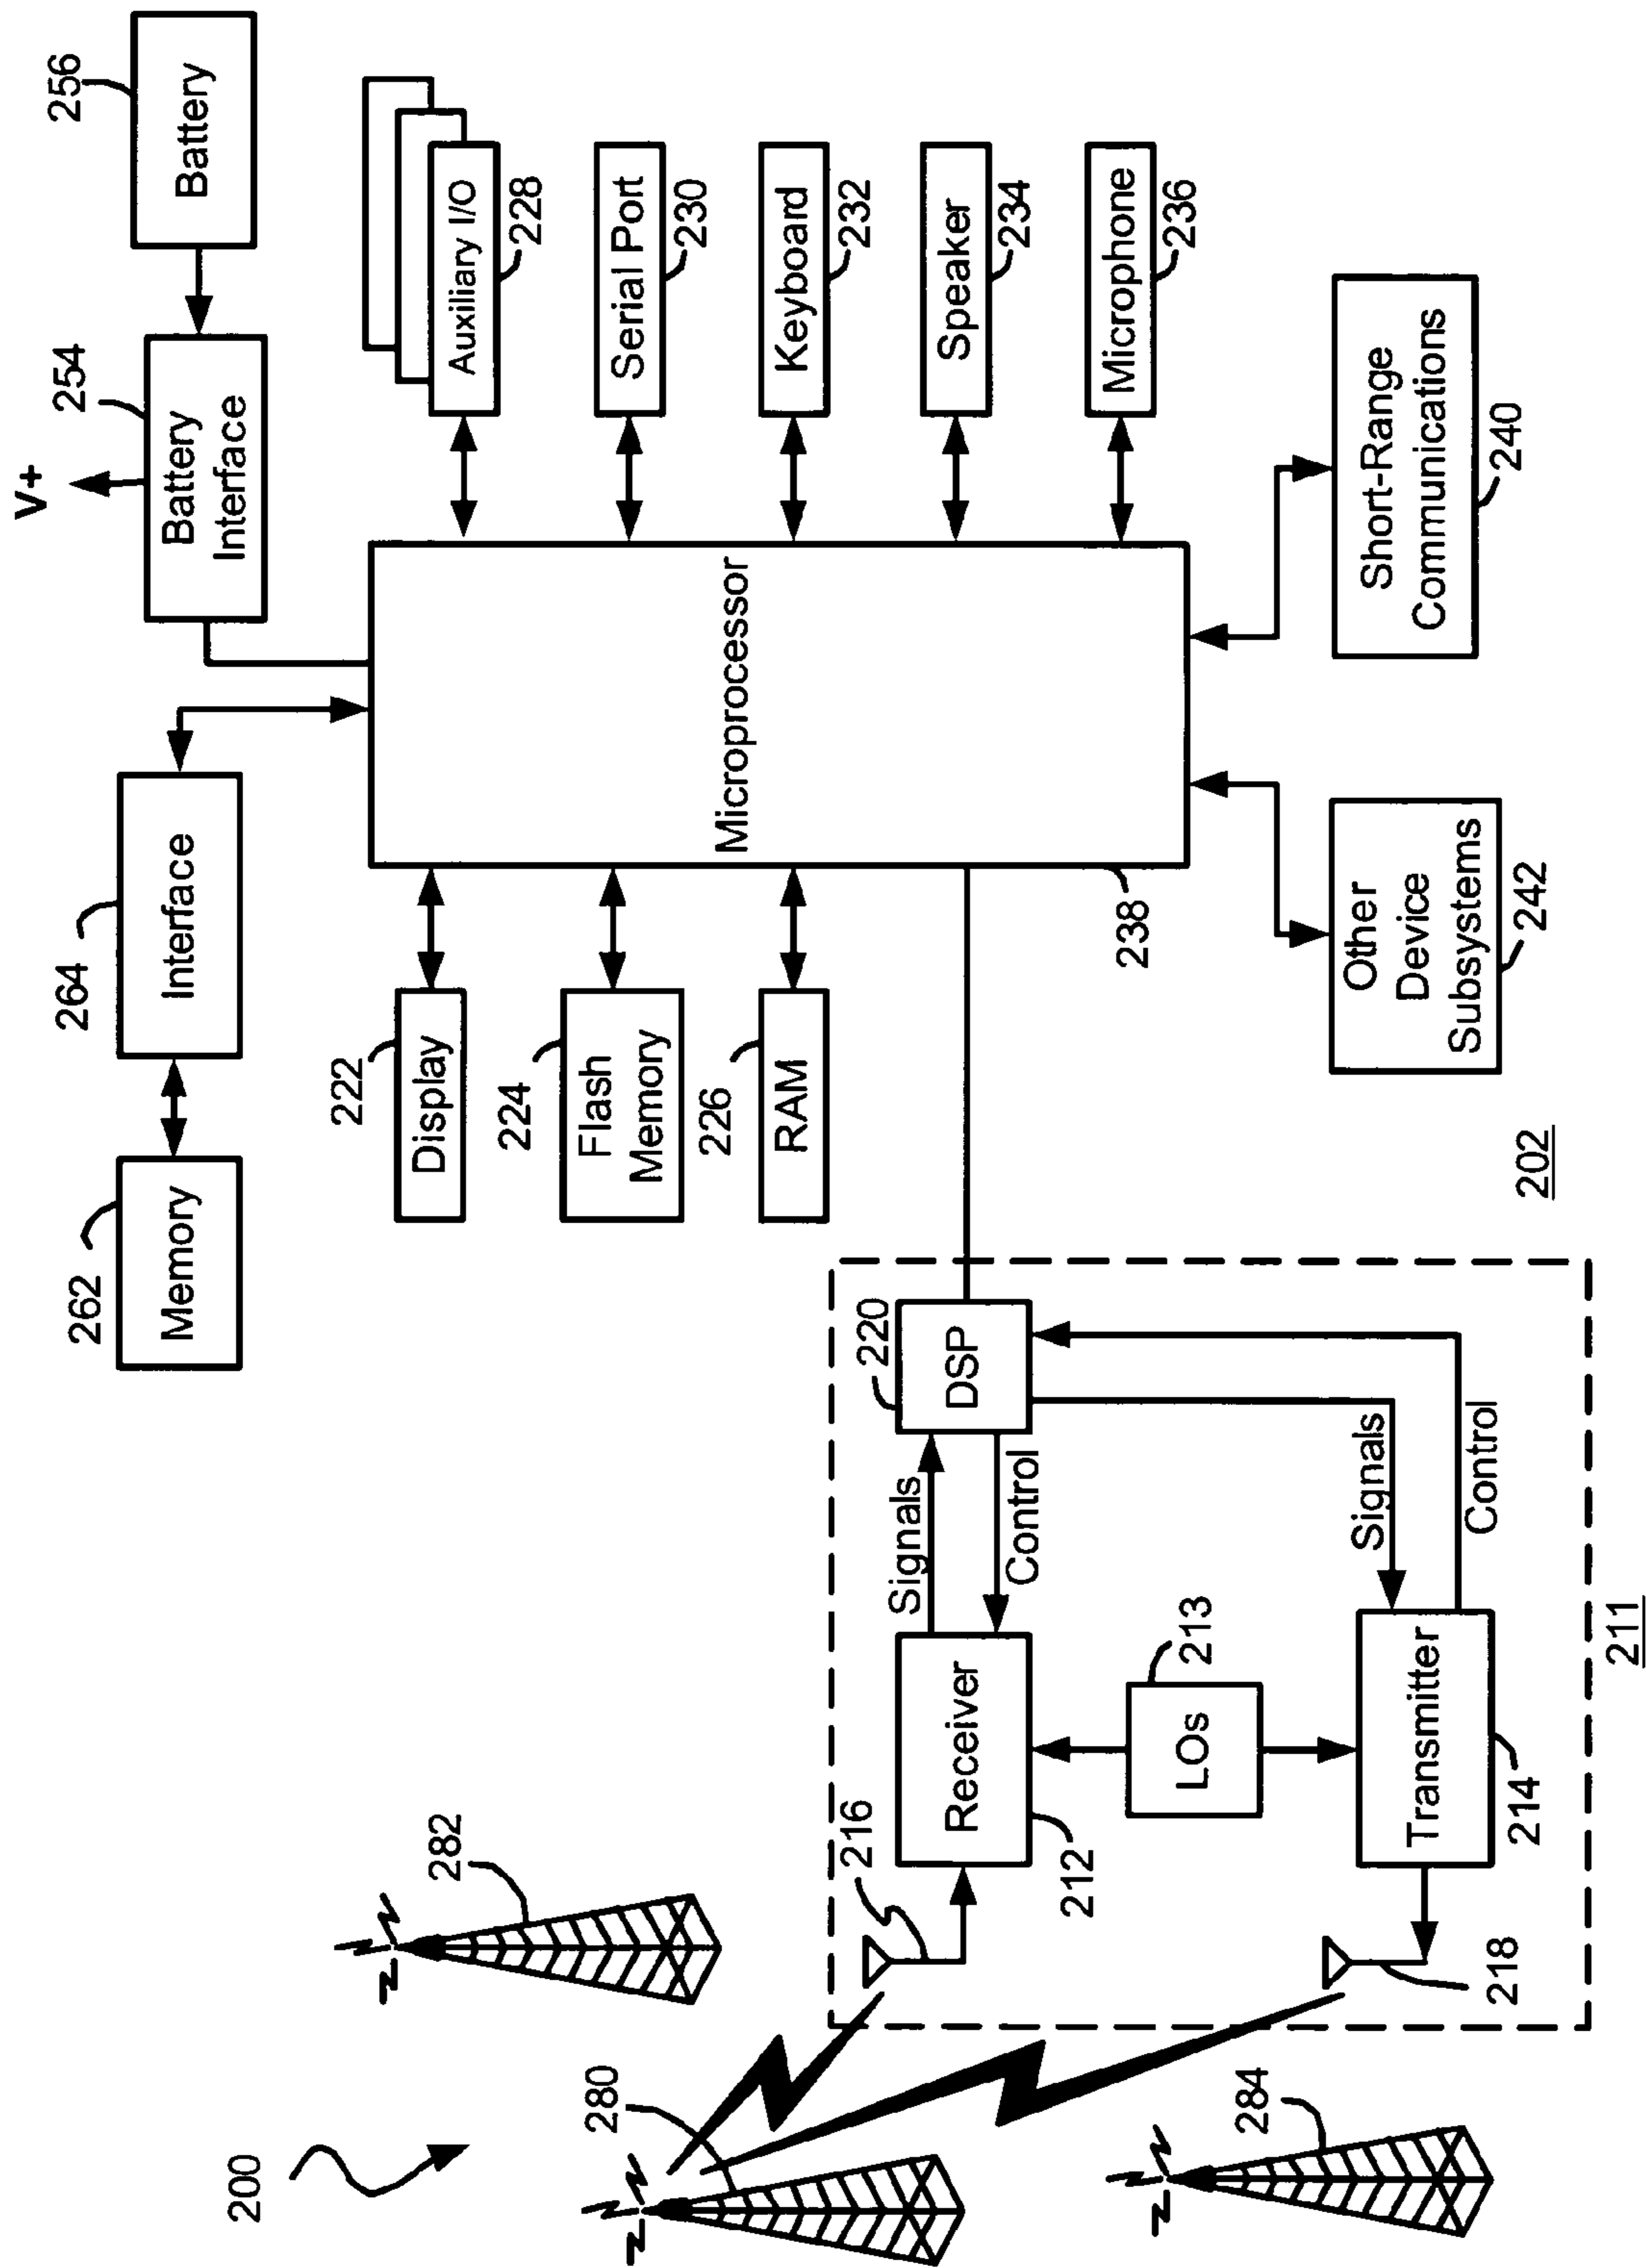 200
280
282
284
262
Memory
264
Interface
V+
254
Battery
Interface
256
Battery
222
Display
224
Flash
Memory
226
RAM
Microprocessor
238
Auxiliary I/O
228
Serial Port
230
Keyboard
232
Speaker
234
Microphone
236
Short-Range
Communications
240
Other
Device
Subsystems
242
202
216
Receiver
212
Signals
Control
220
DSP
213
LOs
Signals
Control
Transmitter
214
218
211